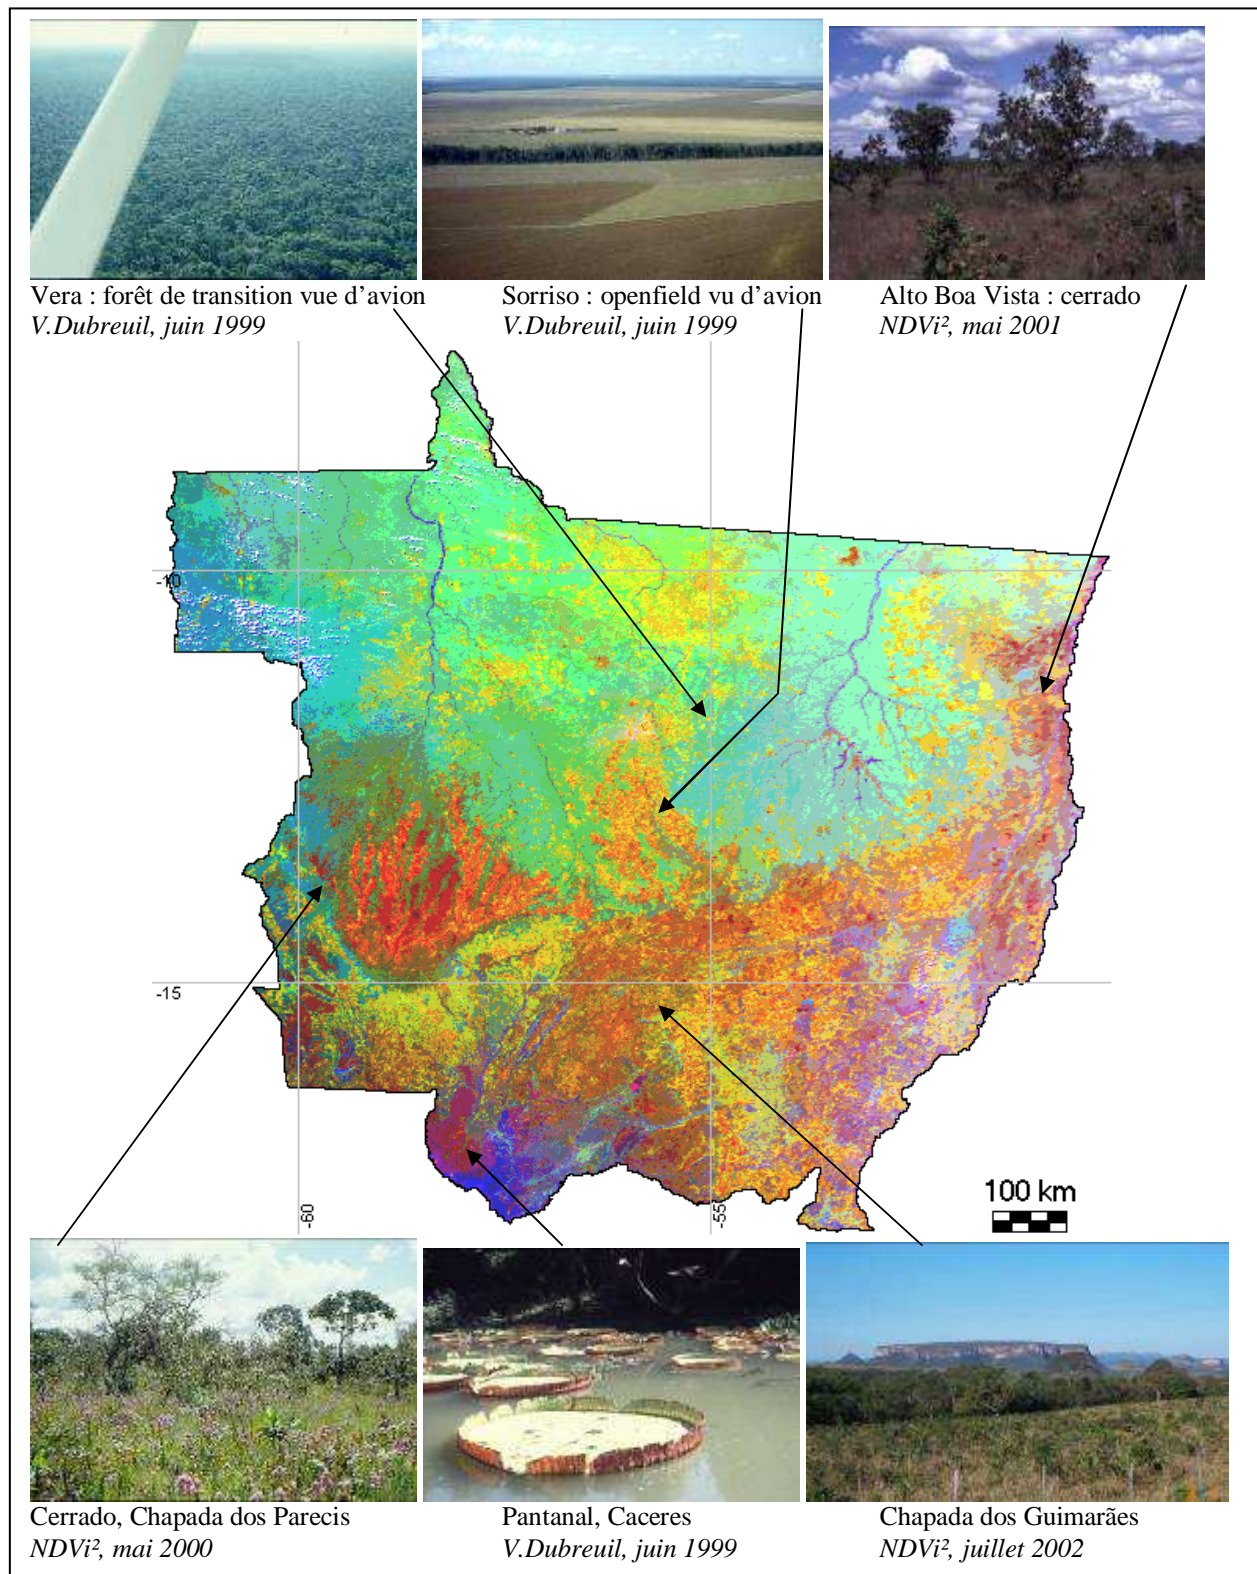 Vera : forêt de transition vue d’avion
V.Dubreuil, juin 1999
Sorriso : openfield vu d’avion
V.Dubreuil, juin 1999
Alto Boa Vista : cerrado
NDVi², mai 2001
-10
-15
-60
-55
100 km
Cerrado, Chapada dos Parecis
NDVi², mai 2000
Pantanal, Caceres
V.Dubreuil, juin 1999
Chapada dos Guimarães
NDVi², juillet 2002